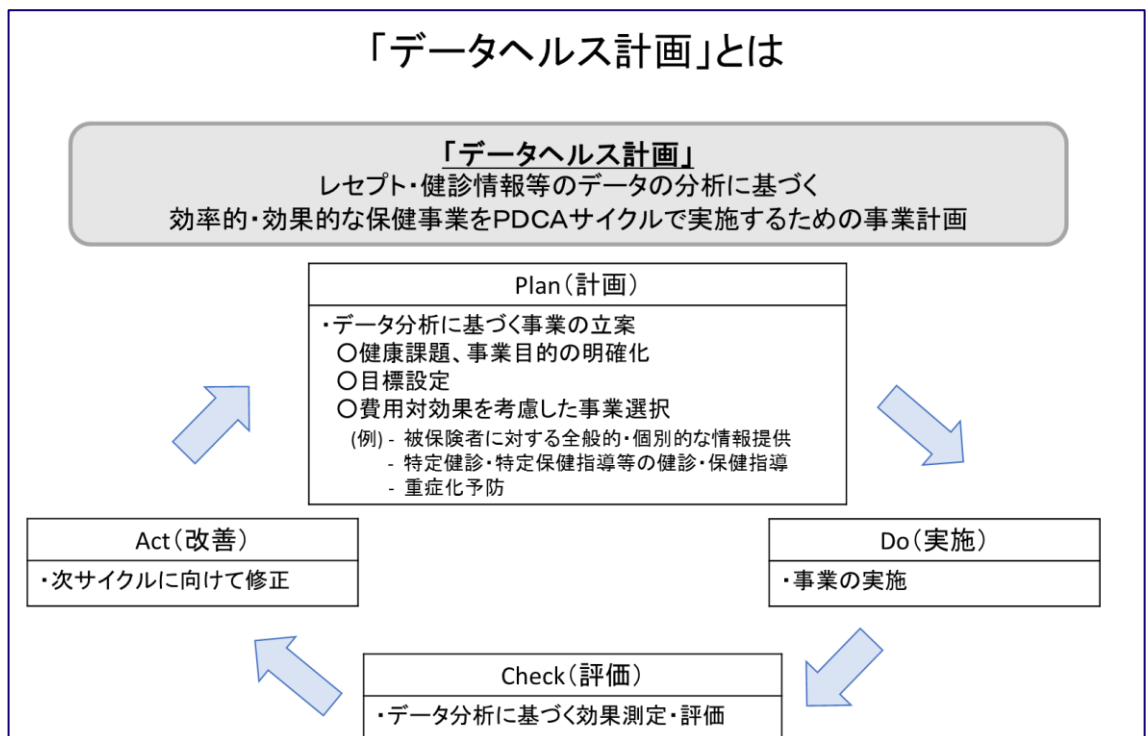 「データヘルス計画」とは
「データヘルス計画」
レセプト・健診情報等のデータの分析に基づく
効率的・効果的な保健事業をPDCAサイクルで実施するための事業計画
Plan(計画)
・データ分析に基づく事業の立案
○健康課題、事業目的の明確化
○目標設定
○費用対効果を考慮した事業選択
(例) - 被保険者に対する全般的・個別的な情報提供
- 特定健診・特定保健指導等の健診・保健指導
- 重症化予防
Do(実施)
・事業の実施
Check(評価)
・データ分析に基づく効果測定・評価
Act(改善)
・次サイクルに向けて修正